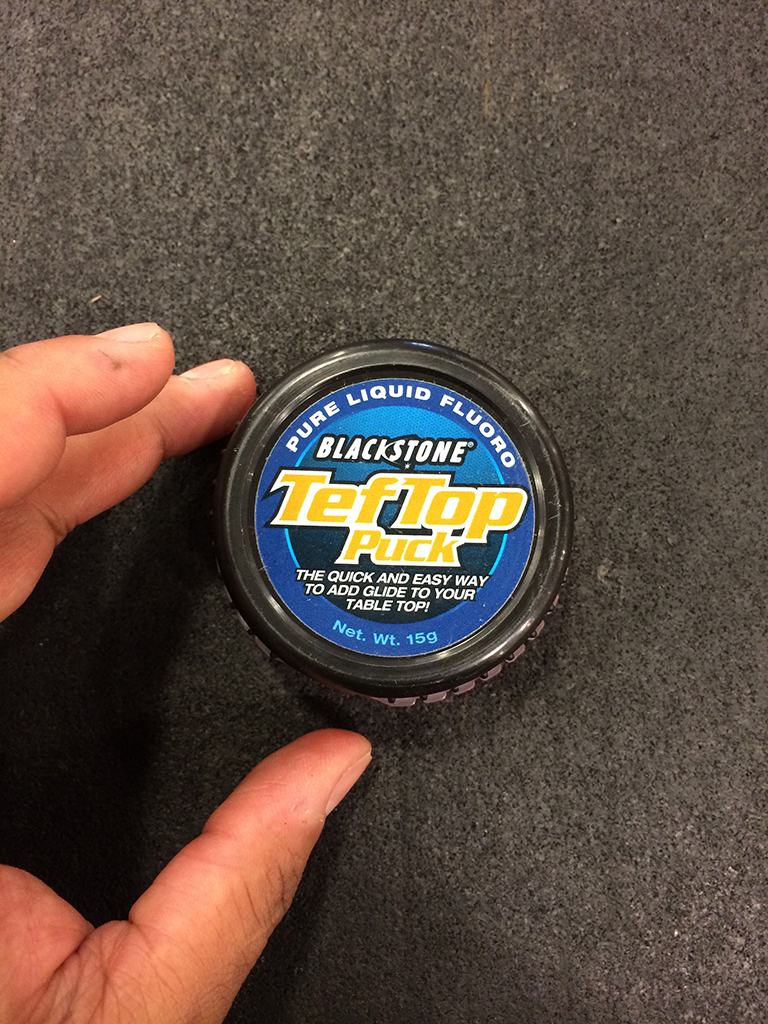 PURE LIQUID FLUORO
BLACKSTONE®
TefTop
Puck
THE QUICK AND EASY WAY
TO ADD GLIDE TO YOUR
TABLE TOP!
Net. Wt. 15g